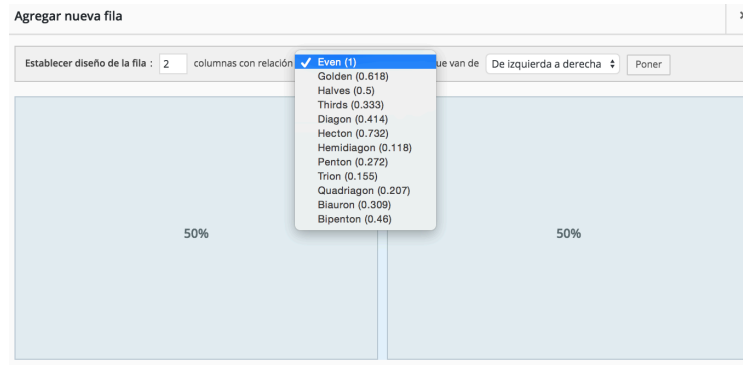 Agregar nueva fila
Establecer diseño de la fila : 2 columnas con relación ✓ Even (1) ue van de De izquierda a derecha Poner
Golden (0.618)
Halves (0.5)
Thirds (0.333)
Diagon (0.414)
Hecton (0.732)
Hemidiagon (0.118)
Penton (0.272)
Trion (0.155)
Quadriagon (0.207)
Biauron (0.309)
Bipenton (0.46)
50% 50%